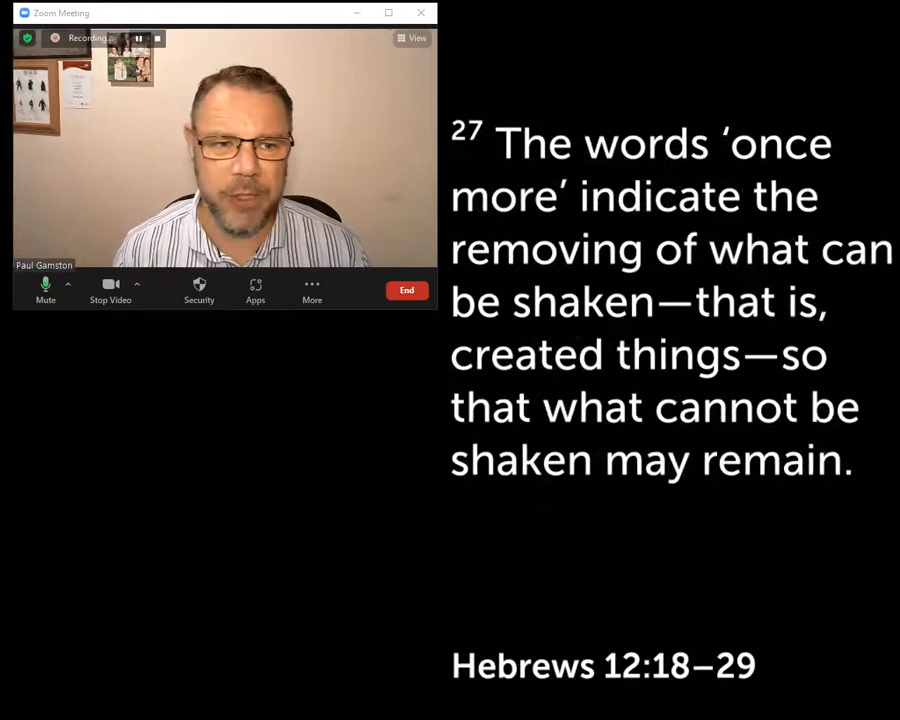 Zoom Meeting
Recording...
View
Paul Gamston
Mute
Stop Video
Security
Apps
More
End
27 The words ‘once
more’ indicate the
removing of what can
be shaken—that is,
created things—so
that what cannot be
shaken may remain.
Hebrews 12:18–29